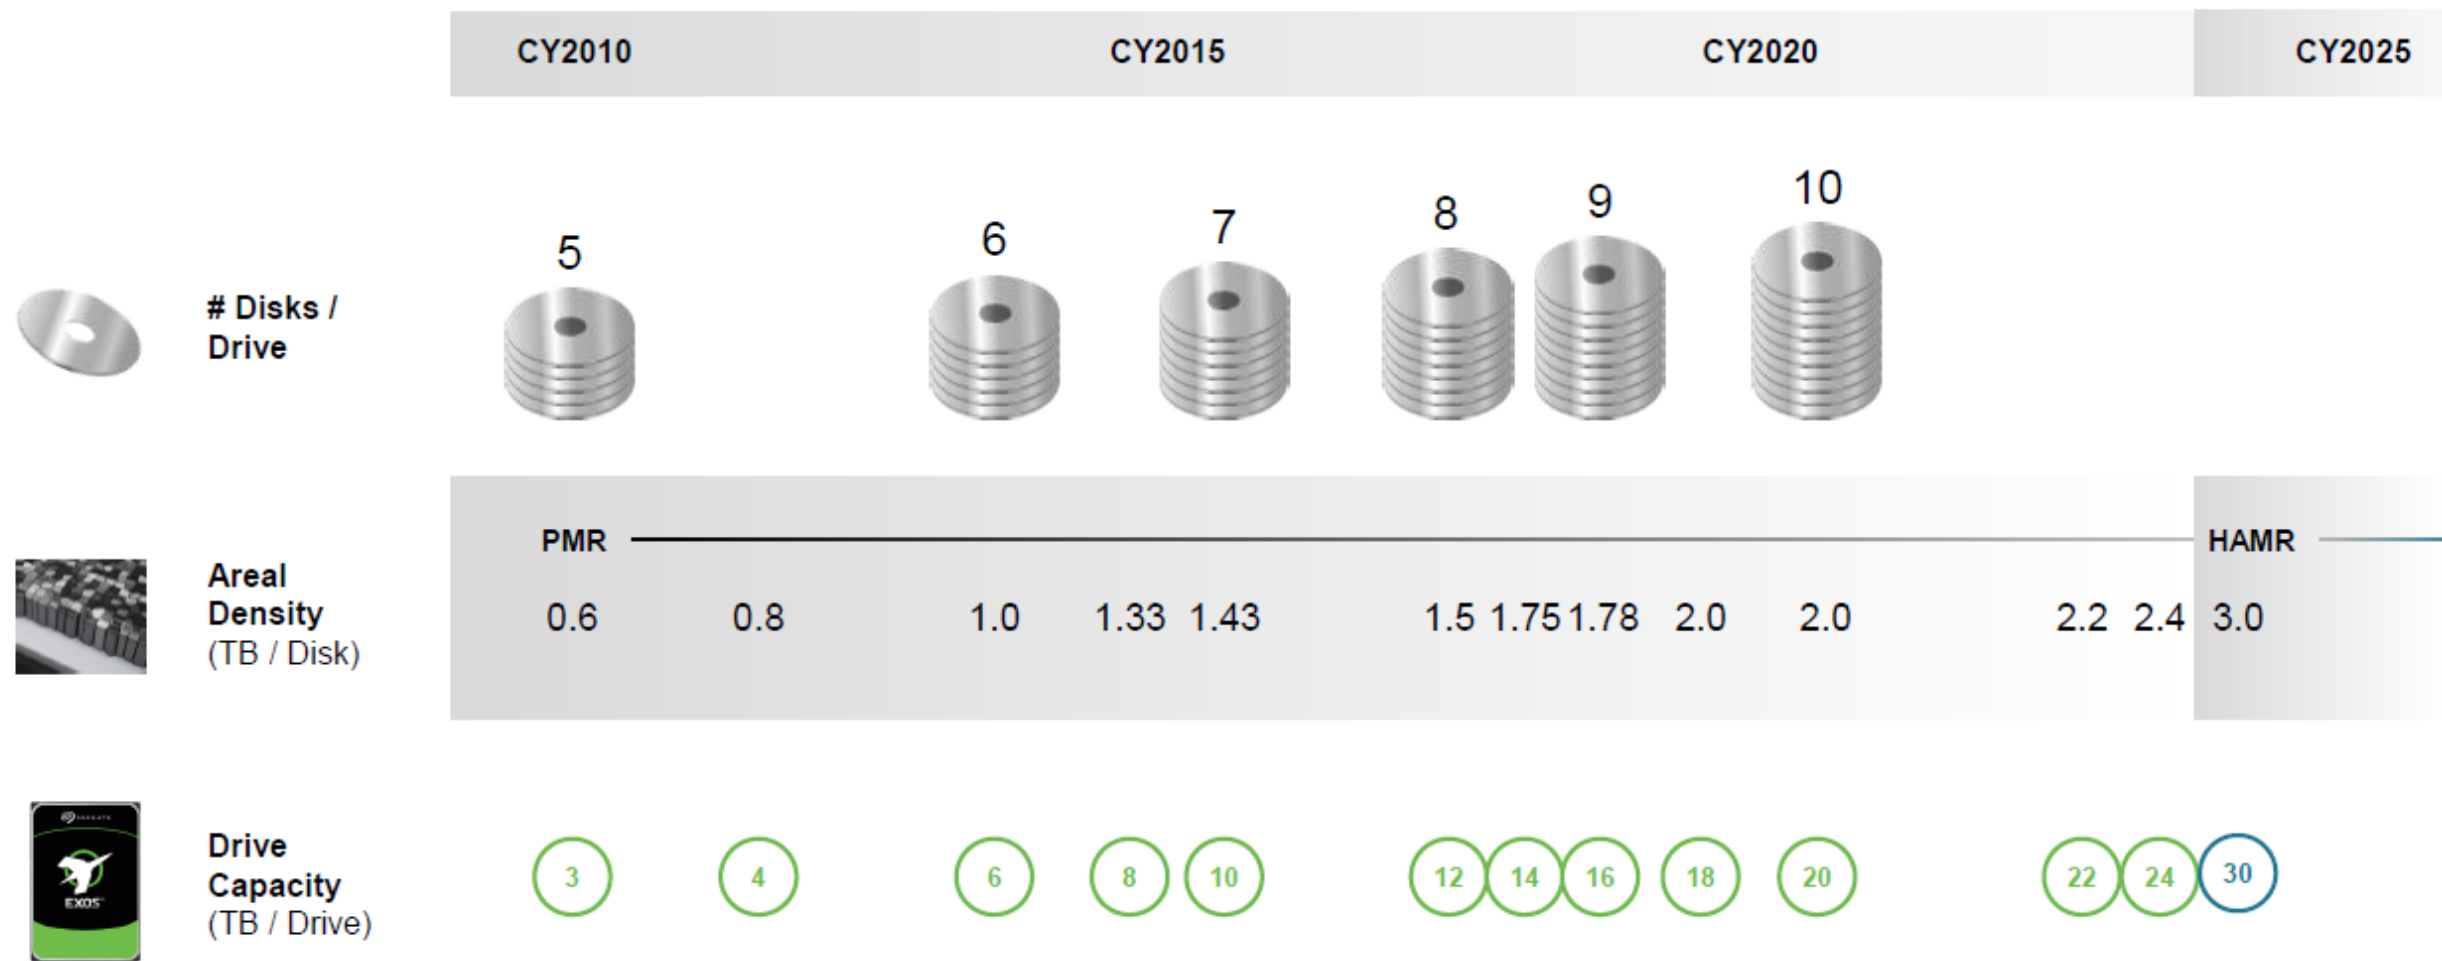 CY2010 CY2015 CY2020 CY2025
5 6 7 8 9 10
# Disks /
Drive
PMR HAMR
Areal
Density
(TB / Disk)
0.6 0.8 1.0 1.33 1.43 1.5 1.75 1.78 2.0 2.0 2.2 2.4 3.0
SEAGATE
EXOS
Drive
Capacity
(TB / Drive)
3 4 6 8 10 12 14 16 18 20 22 24 30